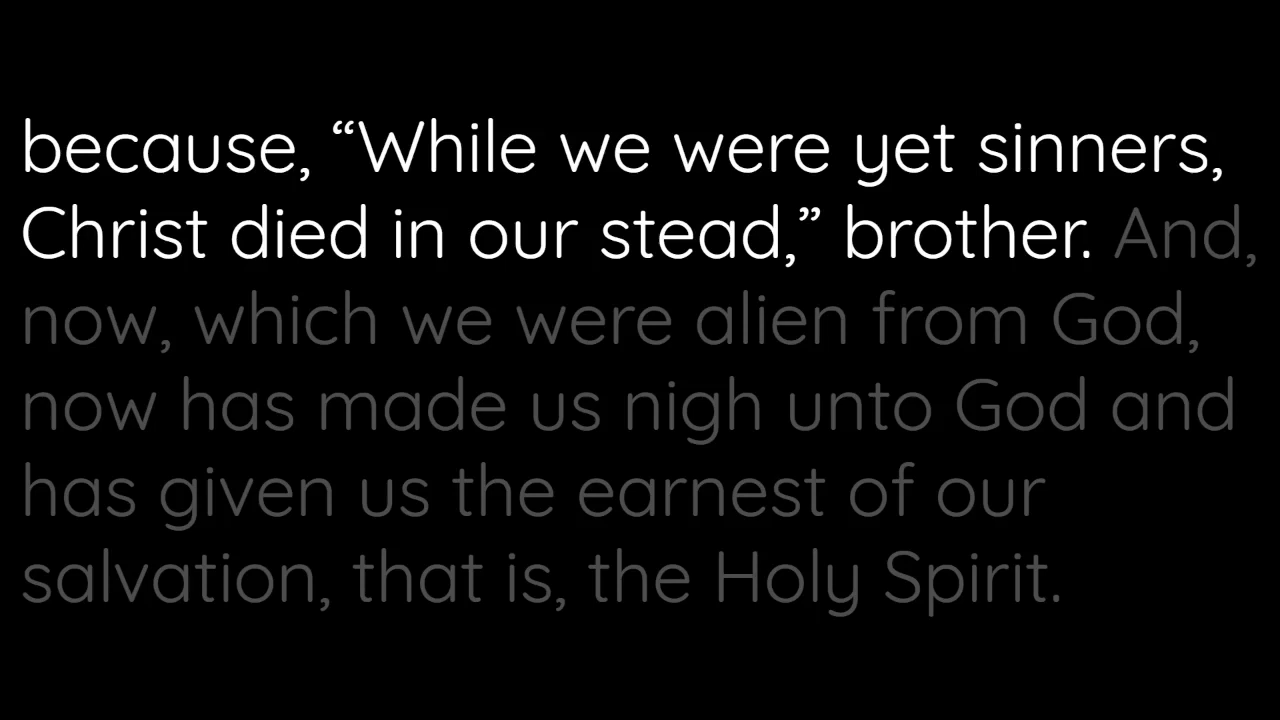 because, “While we were yet sinners,
Christ died in our stead,” brother. And,
now, which we were alien from God,
now has made us nigh unto God and
has given us the earnest of our
salvation, that is, the Holy Spirit.